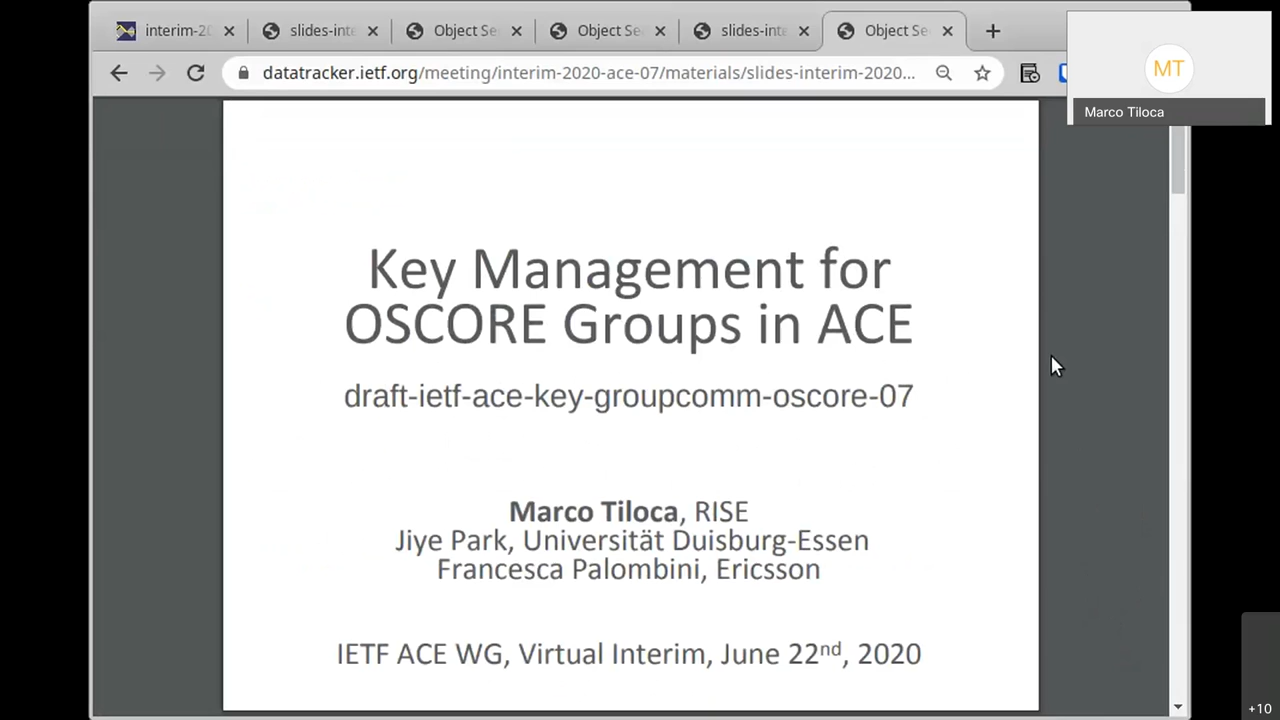 interim-20
slides-inte
Object Se
Object Se
slides-inte
Object Se
datatracker.ietf.org/meeting/interim-2020-ace-07/materials/slides-interim-2020...
MT
Marco Tiloca
Key Management for
OSCORE Groups in ACE
draft-ietf-ace-key-groupcomm-oscore-07
Marco Tiloca, RISE
Jiye Park, Universität Duisburg-Essen
Francesca Palombini, Ericsson
IETF ACE WG, Virtual Interim, June 22nd, 2020
+10